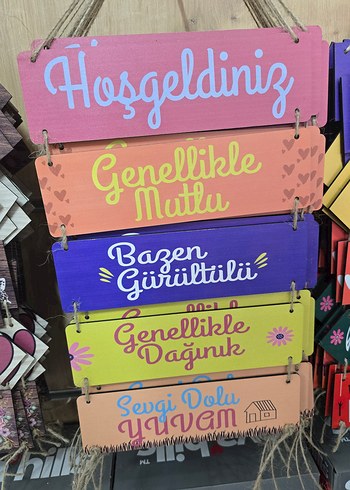 Hoşgeldiniz
Genellikle
Mutlu
Bazen
Gürültülü
Genellikle
Dağınık
Sevgi Dolu
YUVAM